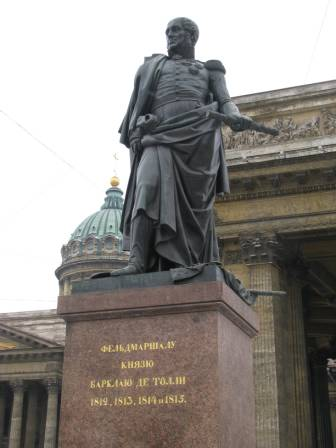 ФЕЛЬДМАРШАЛУ
КНЯЗЮ
БАРКЛАЮ ДЕ ТОЛЛИ
1812, 1813, 1814 и 1815.